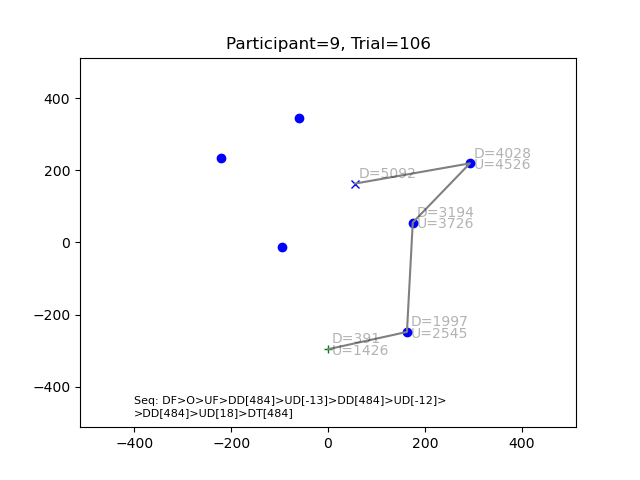 Participant=9, Trial=106
400
200
0
−200
−400
D=4028
U=4526
D=5092
D=3194
U=3726
D=1997
U=2545
D=391
U=1426
Seq: DF>O>UF>DD[484]>UD[-13]>DD[484]>UD[-12]>
>DD[484]>UD[18]>DT[484]
−400 −200 0 200 400